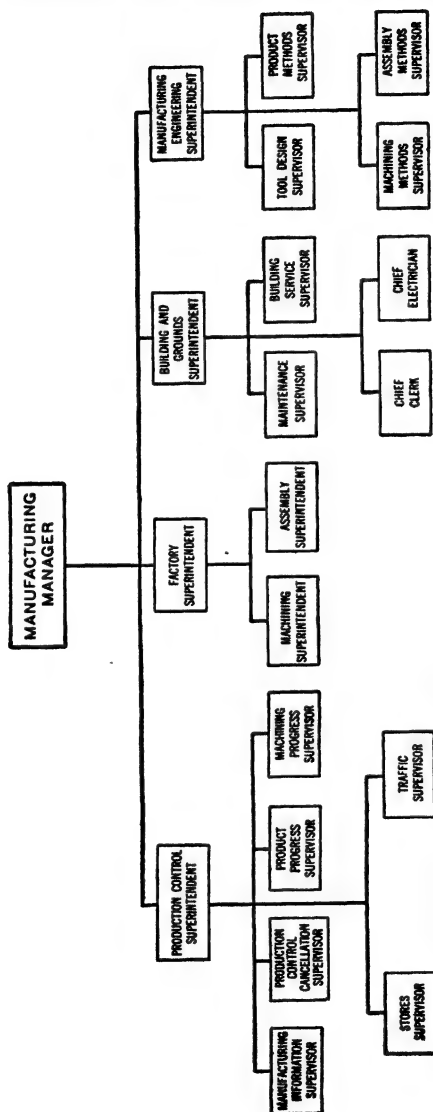 MANUFACTURING
MANAGER
PRODUCTION CONTROL
SUPERINTENDENT
FACTORY
SUPERINTENDENT
BUILDING AND
GROUNDS
SUPERINTENDENT
MANUFACTURING
ENGINEERING
SUPERINTENDENT
MANUFACTURING
INFORMATION
SUPERVISOR
PRODUCTION
CONTROL
CANCELLATION
SUPERVISOR
PRODUCT
PROGRESS
SUPERVISOR
MACHINING
PROGRESS
SUPERVISOR
MACHINING
SUPERINTENDENT
ASSEMBLY
SUPERINTENDENT
MAINTENANCE
SUPERVISOR
BUILDING
SERVICE
SUPERVISOR
TOOL DESIGN
SUPERVISOR
PRODUCT
METHODS
SUPERVISOR
STORES
SUPERVISOR
TRAFFIC
SUPERVISOR
CHIEF
CLERK
CHIEF
ELECTRICIAN
MACHINING
METHODS
SUPERVISOR
ASSEMBLY
METHODS
SUPERVISOR